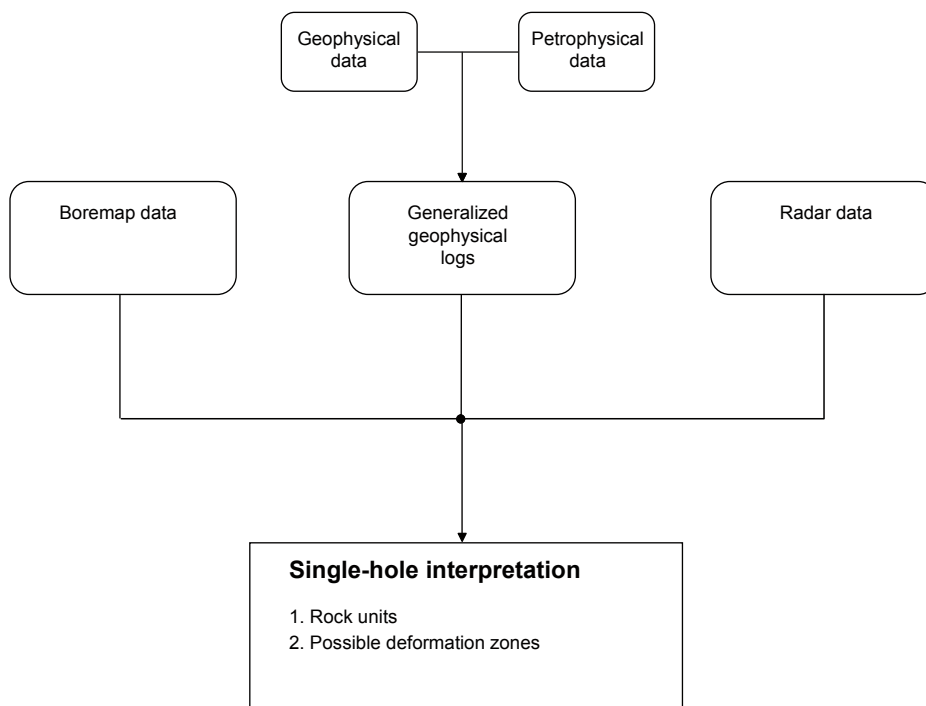 Geophysical
data
Petrophysical
data
Boremap data
Generalized
geophysical
logs
Radar data
Single-hole interpretation
1. Rock units
2. Possible deformation zones